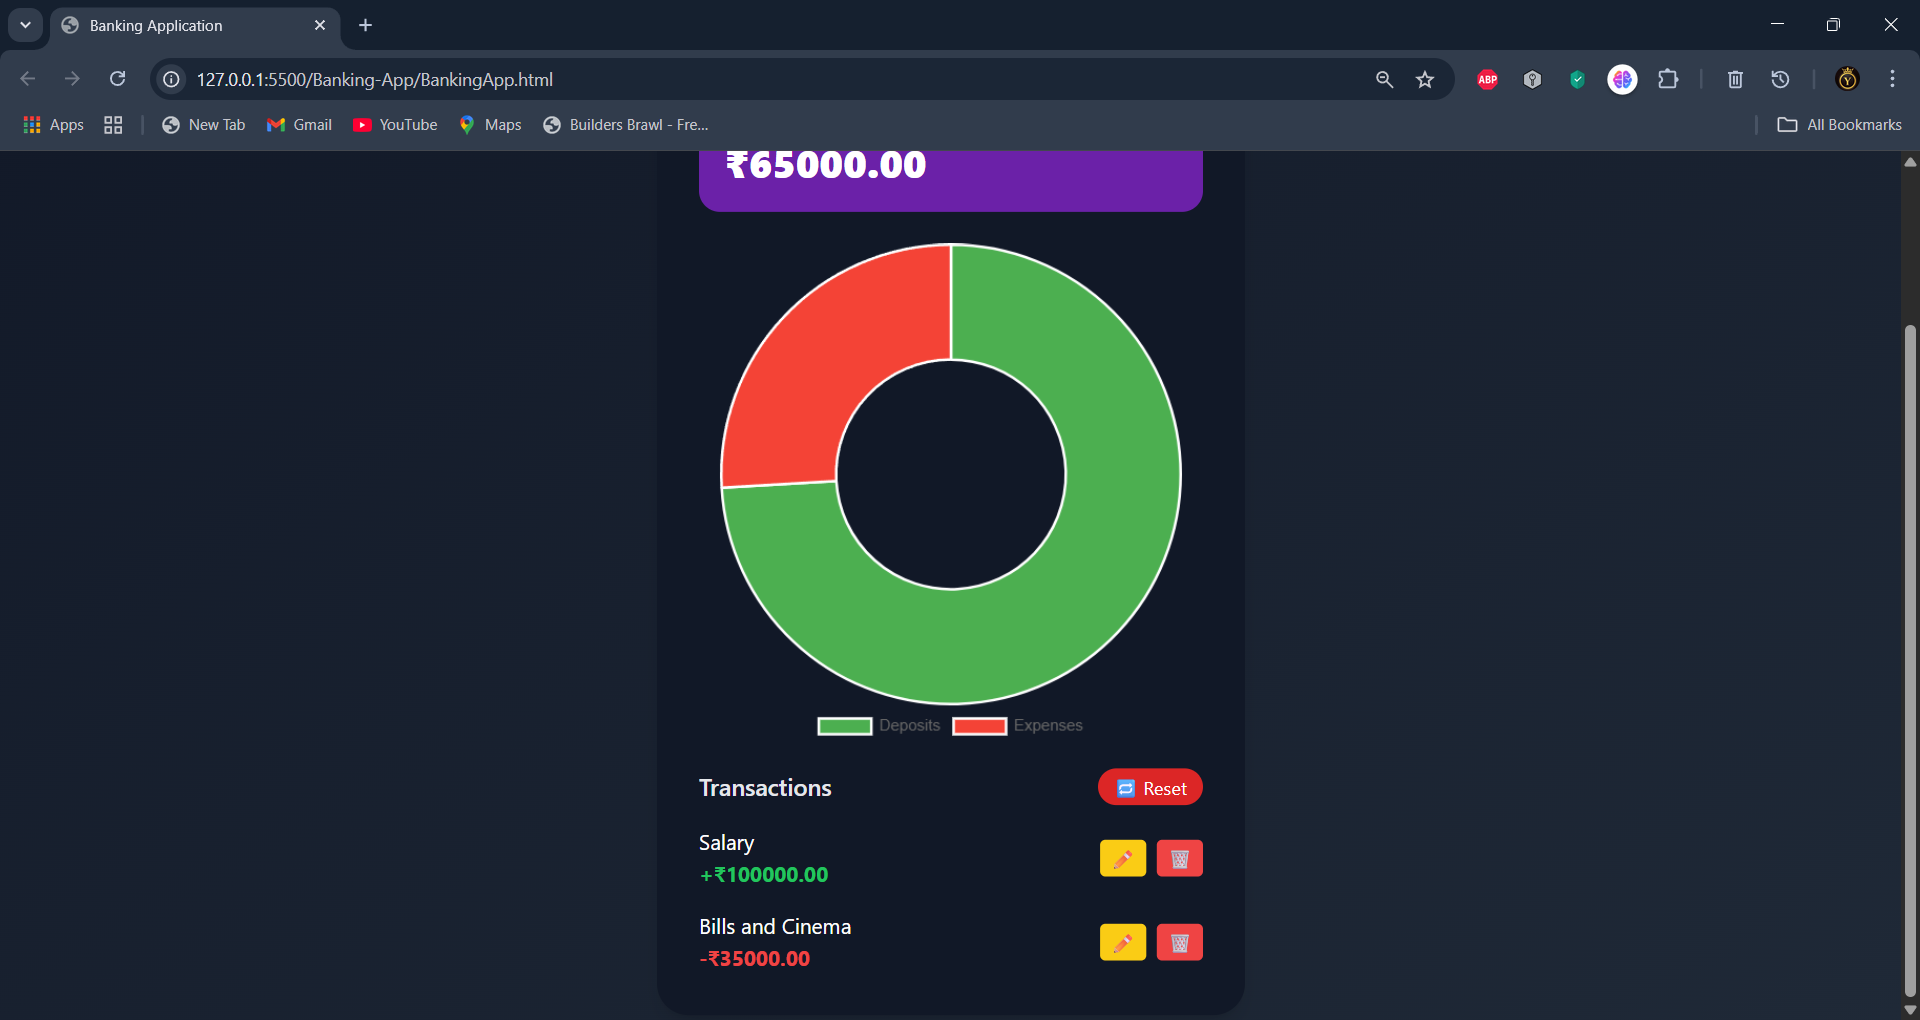 Banking Application
127.0.0.1:5500/Banking-App/BankingApp.html
ABP
Y
Apps
New Tab
Gmail
YouTube
Maps
Builders Brawl - Fre...
All Bookmarks
₹65000.00
Deposits
Expenses
Transactions
Reset
Salary
+₹100000.00
Bills and Cinema
-₹35000.00